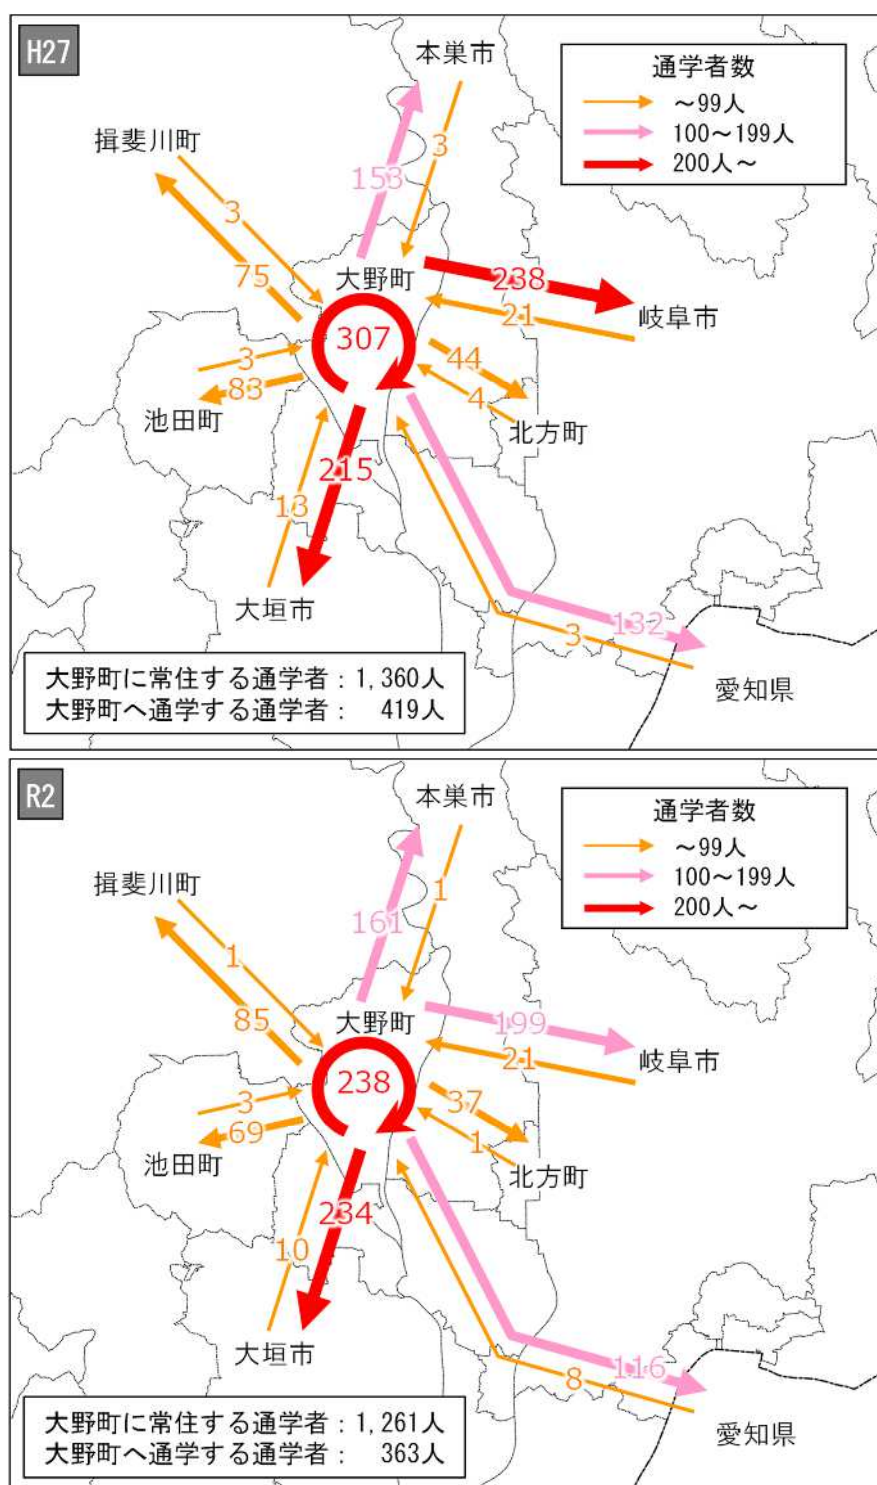 H27
本巣市
通学者数
～99人
100～199人
200人～
揖斐川町
3
153
3
75
大野町
238
21
岐阜市
307
3
83
44
4
池田町
北方町
215
13
大垣市
132
3
愛知県
大野町に常住する通学者：1,360人
大野町へ通学する通学者： 419人
R2
本巣市
通学者数
～99人
100～199人
200人～
揖斐川町
1
161
1
85
大野町
199
21
岐阜市
238
3
69
37
1
池田町
北方町
234
10
大垣市
116
8
愛知県
大野町に常住する通学者：1,261人
大野町へ通学する通学者： 363人